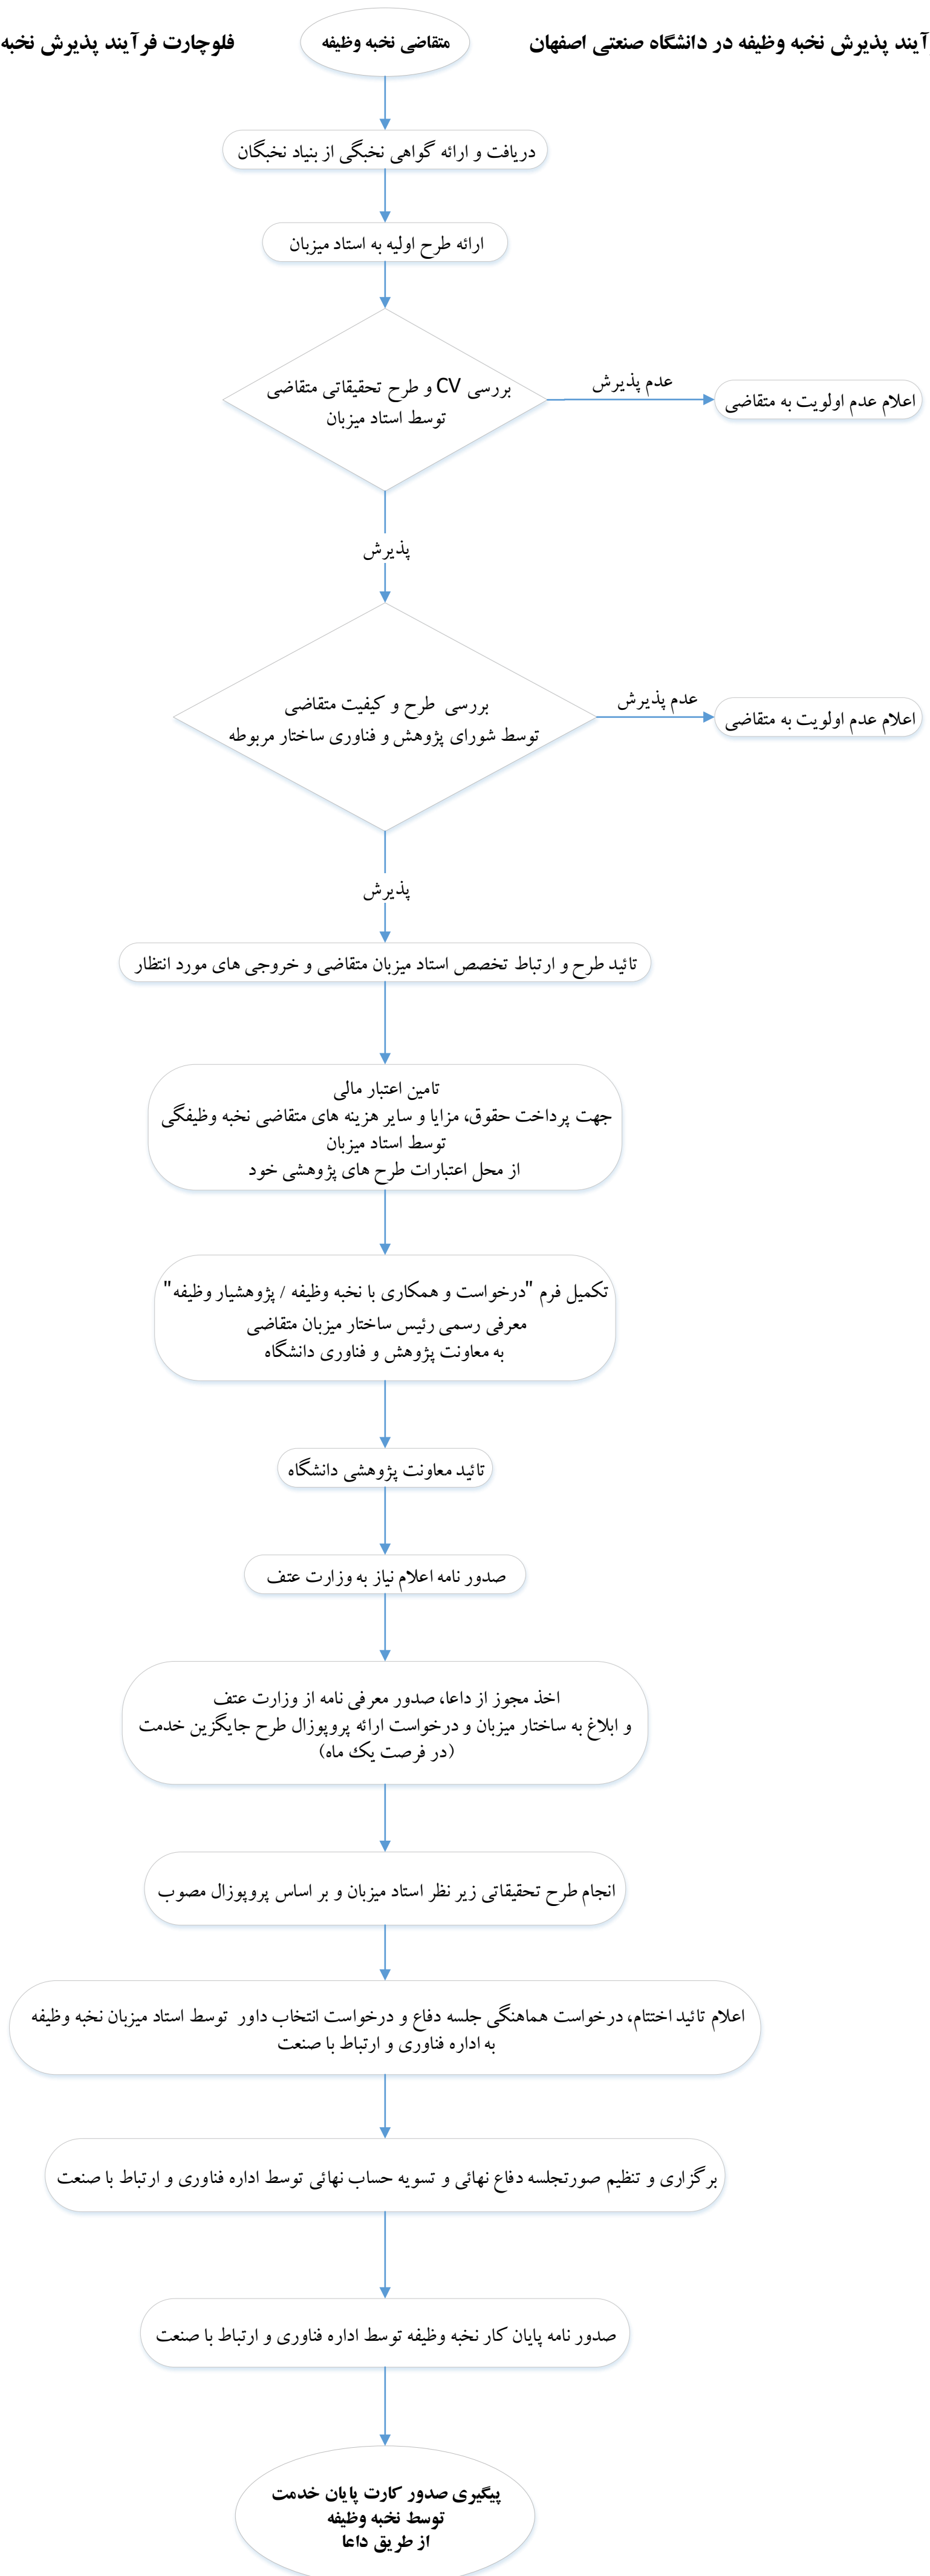 آیند پذیرش نخبه وظیفه در دانشگاه صنعتی اصفهان
متقاضی نخبه وظیفه
فلوچارت فرآیند پذیرش نخبه
دریافت و ارائه گواهی نخبگی از بنیاد نخبگان
ارائه طرح اولیه به استاد میزبان
بررسی CV و طرح تحقیقاتی متقاضی
توسط استاد میزبان
عدم پذیرش
اعلام عدم اولویت به متقاضی
پذیرش
بررسی طرح و کیفیت متقاضی
توسط شورای پژوهش و فناوری ساختار مربوطه
عدم پذیرش
اعلام عدم اولویت به متقاضی
پذیرش
تائید طرح و ارتباط تخصص استاد میزبان متقاضی و خروجی های مورد انتظار
تامین اعتبار مالی
جهت پرداخت حقوق، مزایا و سایر هزینه های متقاضی نخبه وظیفگی
توسط استاد میزبان
از محل اعتبارات طرح های پژوهشی خود
تکمیل فرم "درخواست و همکاری با نخبه وظیفه / پژوهشیار وظیفه"
معرفی رسمی رئیس ساختار میزبان متقاضی
به معاونت پژوهش و فناوری دانشگاه
تائید معاونت پژوهشی دانشگاه
صدور نامه اعلام نیاز به وزارت عتف
اخذ مجوز از داعا، صدور معرفی نامه از وزارت عتف
و ابلاغ به ساختار میزبان و درخواست ارائه پروپوزال طرح جایگزین خدمت
(در فرصت یک ماه)
انجام طرح تحقیقاتی زیر نظر استاد میزبان و بر اساس پروپوزال مصوب
اعلام تائید اختتام، درخواست هماهنگی جلسه دفاع و درخواست انتخاب داور توسط استاد میزبان نخبه وظیفه
به اداره فناوری و ارتباط با صنعت
برگزاری و تنظیم صورتجلسه دفاع نهائی و تسویه حساب نهائی توسط اداره فناوری و ارتباط با صنعت
صدور نامه پایان کار نخبه وظیفه توسط اداره فناوری و ارتباط با صنعت
پیگیری صدور کارت پایان خدمت
توسط نخبه وظیفه
از طریق داعا